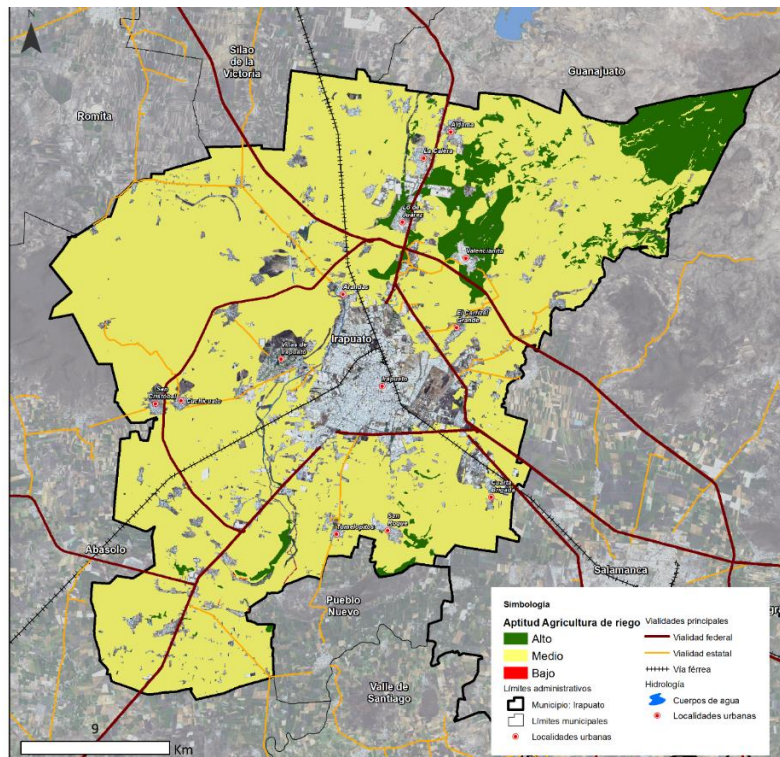 N
Silao
de la
Victoria
Guanajuato
Romita
Aldama
La Calera
Lo de
Juárez
Valencianita
Arandas
El Carrizal
Grande
Irapuato
Villas de
Irapuato
Irapuato
San
Cristóbal
Cuchicuato
Cuarta
Brigada
Tomelopitos
San
Roque
Abasolo
Salamanca
Pueblo
Nuevo
Valle de
Santiago
9
Km
Simbología
Aptitud Agricultura de riego
Alto
Medio
Bajo
Límites administrativos
Municipio: Irapuato
Límites municipales
Localidades urbanas
Vialidades principales
Vialidad federal
Vialidad estatal
Vía férrea
Hidrología
Cuerpos de agua
Localidades urbanas